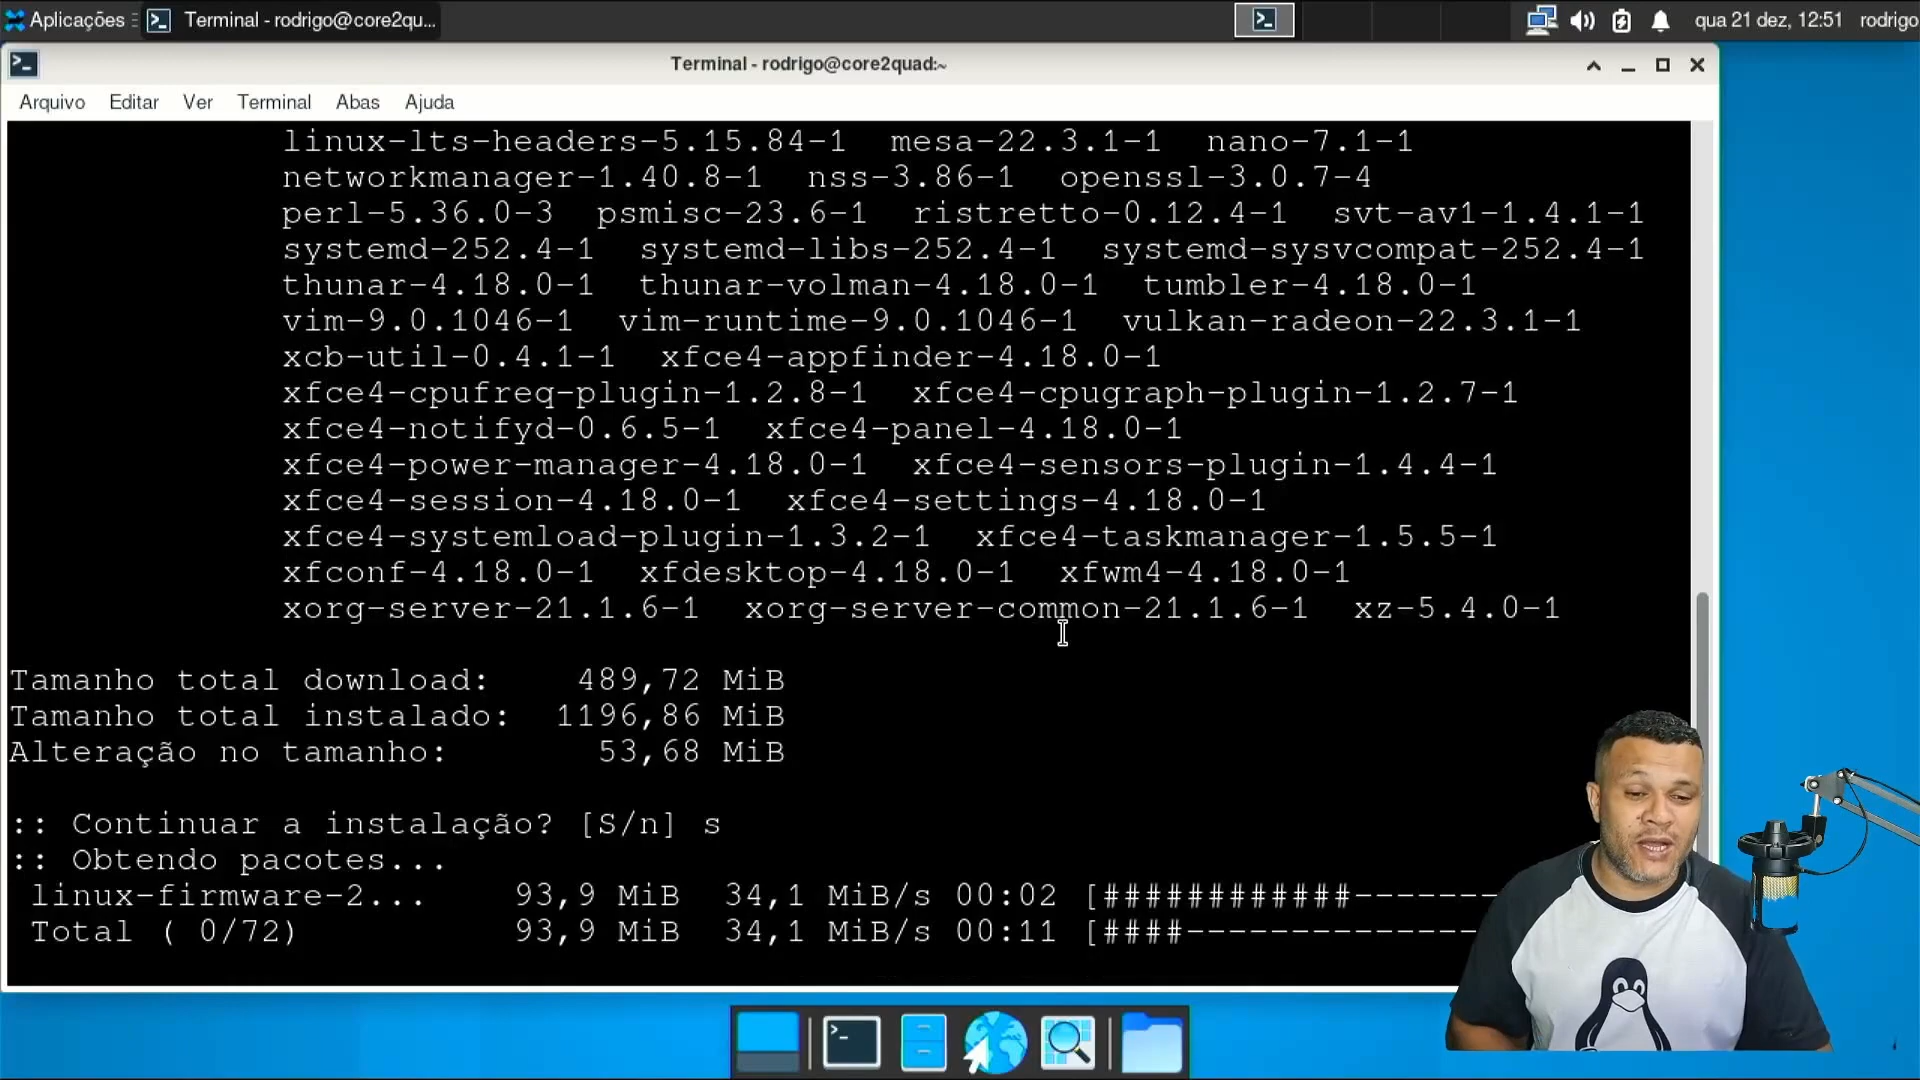 Aplicações
Terminal - rodrigo@core2qu...
qua 21 dez, 12:51
rodrigo
Terminal - rodrigo@core2quad:~
Arquivo Editar Ver Terminal Abas Ajuda
linux-lts-headers-5.15.84-1 mesa-22.3.1-1 nano-7.1-1
networkmanager-1.40.8-1 nss-3.86-1 openssl-3.0.7-4
perl-5.36.0-3 psmisc-23.6-1 ristretto-0.12.4-1 svt-av1-1.4.1-1
systemd-252.4-1 systemd-libs-252.4-1 systemd-sysvcompat-252.4-1
thunar-4.18.0-1 thunar-volman-4.18.0-1 tumbler-4.18.0-1
vim-9.0.1046-1 vim-runtime-9.0.1046-1 vulkan-radeon-22.3.1-1
xcb-util-0.4.1-1 xfce4-appfinder-4.18.0-1
xfce4-cpufreq-plugin-1.2.8-1 xfce4-cpugraph-plugin-1.2.7-1
xfce4-notifyd-0.6.5-1 xfce4-panel-4.18.0-1
xfce4-power-manager-4.18.0-1 xfce4-sensors-plugin-1.4.4-1
xfce4-session-4.18.0-1 xfce4-settings-4.18.0-1
xfce4-systemload-plugin-1.3.2-1 xfce4-taskmanager-1.5.5-1
xfconf-4.18.0-1 xfdesktop-4.18.0-1 xfwm4-4.18.0-1
xorg-server-21.1.6-1 xorg-server-common-21.1.6-1 xz-5.4.0-1
Tamanho total download: 489,72 MiB
Tamanho total instalado: 1196,86 MiB
Alteração no tamanho: 53,68 MiB
:: Continuar a instalação? [S/n] s
:: Obtendo pacotes...
linux-firmware-2... 93,9 MiB 34,1 MiB/s 00:02 [############-------
Total ( 0/72) 93,9 MiB 34,1 MiB/s 00:11 [####--------------